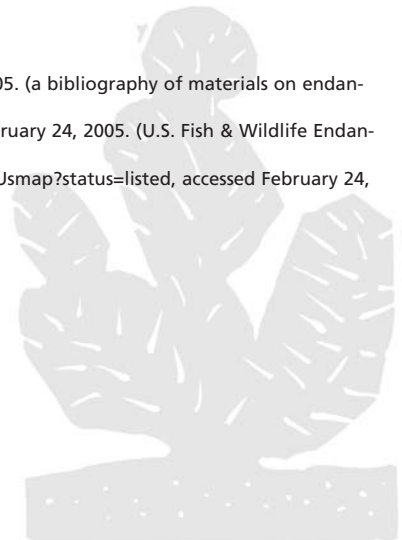 05. (a bibliography of materials on endan-
ruary 24, 2005. (U.S. Fish & Wildlife Endan-
Usmap?status=listed, accessed February 24,